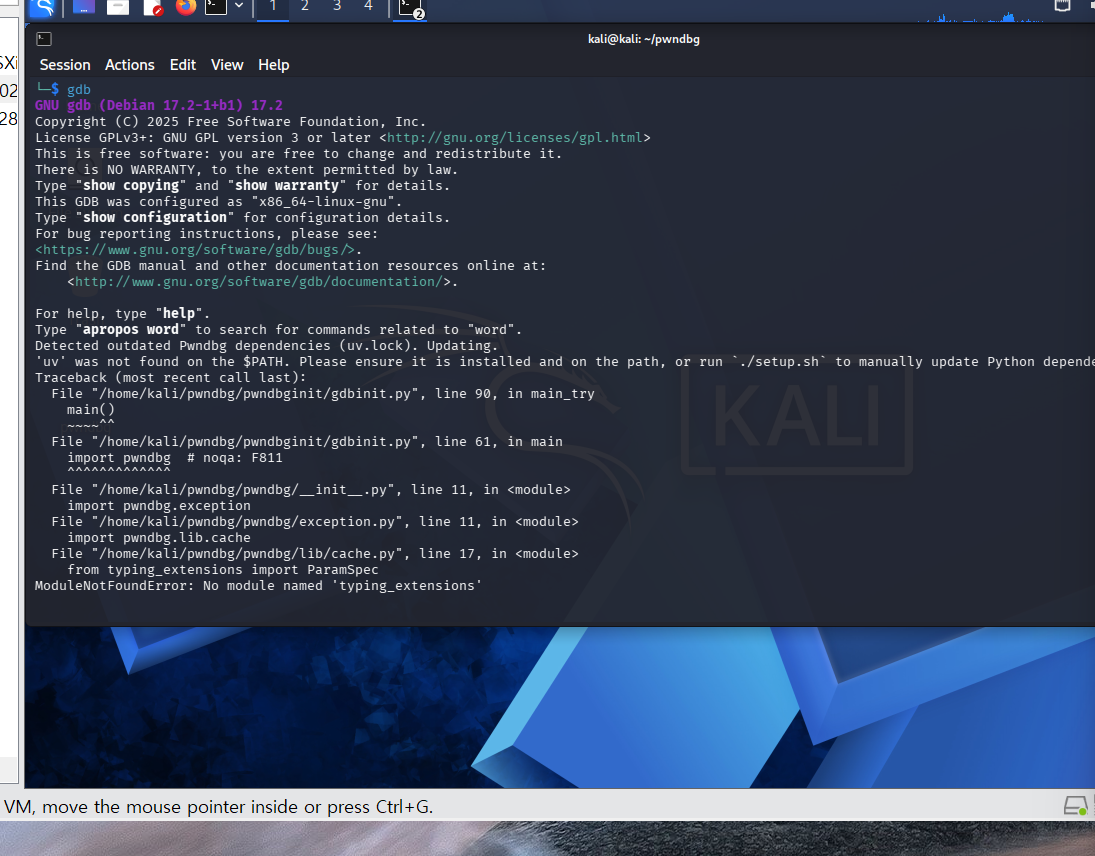 1 2 3 4
2
kali@kali: ~/pwndbg
SXi
Session Actions Edit View Help
02
└─$ gdb
GNU gdb (Debian 17.2-1+b1) 17.2
28
Copyright (C) 2025 Free Software Foundation, Inc.
License GPLv3+: GNU GPL version 3 or later <http://gnu.org/licenses/gpl.html>
This is free software: you are free to change and redistribute it.
There is NO WARRANTY, to the extent permitted by law.
Type "show copying" and "show warranty" for details.
This GDB was configured as "x86_64-linux-gnu".
Type "show configuration" for configuration details.
For bug reporting instructions, please see:
<https://www.gnu.org/software/gdb/bugs/>.
Find the GDB manual and other documentation resources online at:
    <http://www.gnu.org/software/gdb/documentation/>.
For help, type "help".
Type "apropos word" to search for commands related to "word".
Detected outdated Pwndbg dependencies (uv.lock). Updating.
'uv' was not found on the $PATH. Please ensure it is installed and on the path, or run `./setup.sh` to manually update Python depende
Traceback (most recent call last):
  File "/home/kali/pwndbg/pwndbginit/gdbinit.py", line 90, in main_try
    main()
    ~~~~^^
  File "/home/kali/pwndbg/pwndbginit/gdbinit.py", line 61, in main
    import pwndbg  # noqa: F811
    ^^^^^^^^^^^^^
  File "/home/kali/pwndbg/pwndbg/__init__.py", line 11, in <module>
    import pwndbg.exception
  File "/home/kali/pwndbg/pwndbg/exception.py", line 11, in <module>
    import pwndbg.lib.cache
  File "/home/kali/pwndbg/pwndbg/lib/cache.py", line 17, in <module>
    from typing_extensions import ParamSpec
ModuleNotFoundError: No module named 'typing_extensions'
KALI
VM, move the mouse pointer inside or press Ctrl+G.